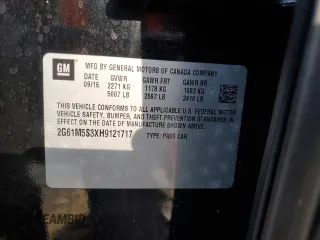 GM
MFD BY GENERAL MOTORS OF CANADA COMPANY
DATE GVWR GAWR FRT GAWR RR
09/16 2271 KG 1178 KG 1093 KG
5007 LB 2597 LB 2410 LB
THIS VEHICLE CONFORMS TO ALL APPLICABLE U.S. FEDERAL
MOTOR VEHICLE SAFETY, BUMPER, AND THEFT PREVENTION STANDARDS
IN EFFECT ON THE DATE OF MANUFACTURE SHOWN ABOVE.
2G61M5S3XH9121717 TYPE: PASS CAR